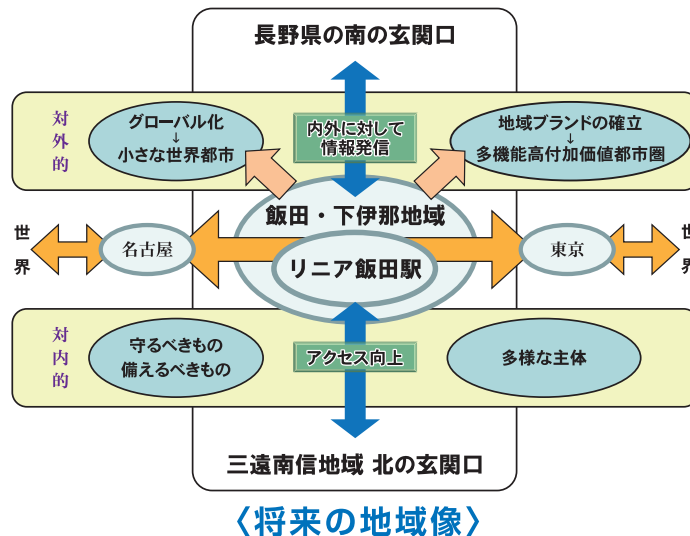 長野県の南の玄関口
対外的
グローバル化
↓
小さな世界都市
内外に対して
情報発信
地域ブランドの確立
↓
多機能高付加価値都市圏
飯田・下伊那地域
世界
名古屋
リニア飯田駅
東京
世界
対内的
守るべきもの
備えるべきもの
アクセス向上
多様な主体
三遠南信地域 北の玄関口
〈将来の地域像〉